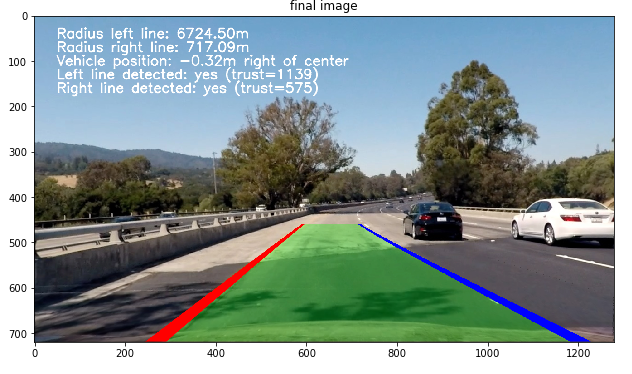 final image
Radius left line: 6724.50m
Radius right line: 717.09m
Vehicle position: −0.32m right of center
Left line detected: yes (trust=1139)
Right line detected: yes (trust=575)
0
100
200
300
400
500
600
700
0 200 400 600 800 1000 1200